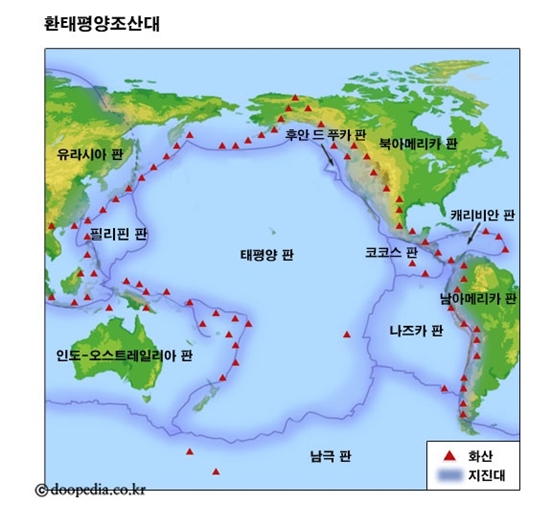 환태평양조산대
후안 드 푸카 판
북아메리카 판
유라시아 판
캐리비안 판
필리핀 판
태평양 판
코코스 판
남아메리카 판
나즈카 판
인도-오스트레일리아 판
남극 판
화산
지진대
©doopedia.co.kr